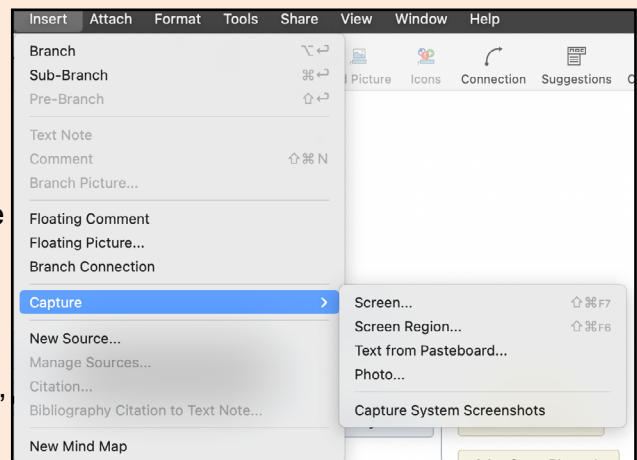 Insert Attach Format Tools Share View Window Help
Branch ⌥↩
Sub-Branch ⌘↩
Pre-Branch ⇧↩
Picture Icons Connection Suggestions
Text Note
Comment ⇧⌘N
Branch Picture...
Floating Comment
Floating Picture...
Branch Connection
Capture >
Screen... ⇧⌘F7
Screen Region... ⇧⌘F6
Text from Pasteboard...
Photo...
Capture System Screenshots
New Source...
Manage Sources...
Citation...
Bibliography Citation to Text Note...
New Mind Map